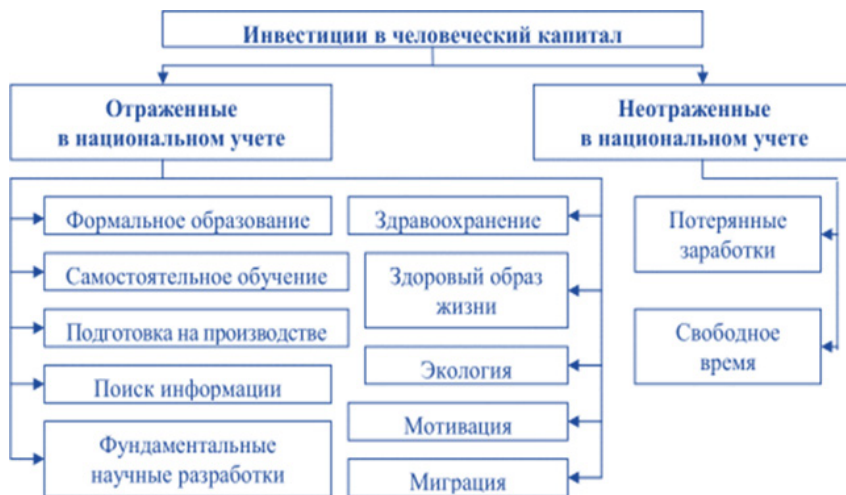 Инвестиции в человеческий капитал
Отраженные
в национальном учете
Неотраженные
в национальном учете
Формальное образование
Самостоятельное обучение
Подготовка на производстве
Поиск информации
Фундаментальные
научные разработки
Здравоохранение
Здоровый образ
жизни
Экология
Мотивация
Миграция
Потерянные
заработки
Свободное
время